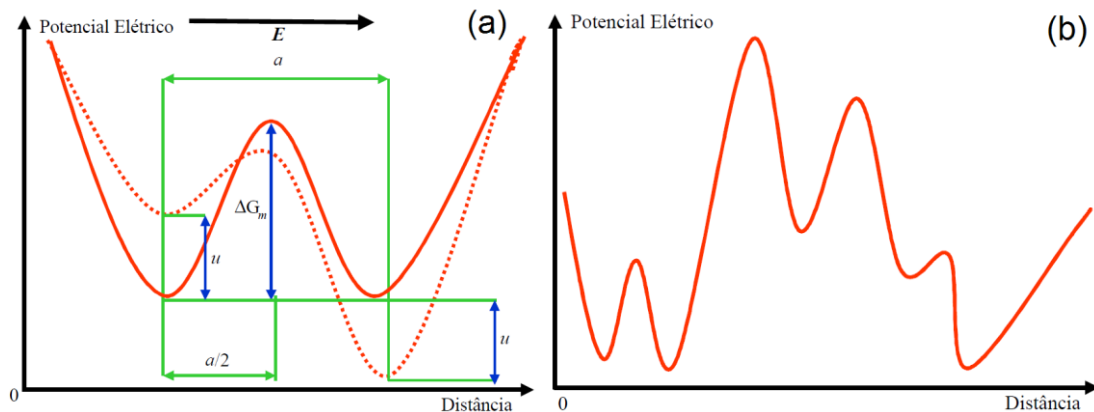 Potencial Elétrico
E
(a)
a
ΔGm
u
u
a/2
0
Distância
Potencial Elétrico
(b)
0
Distância